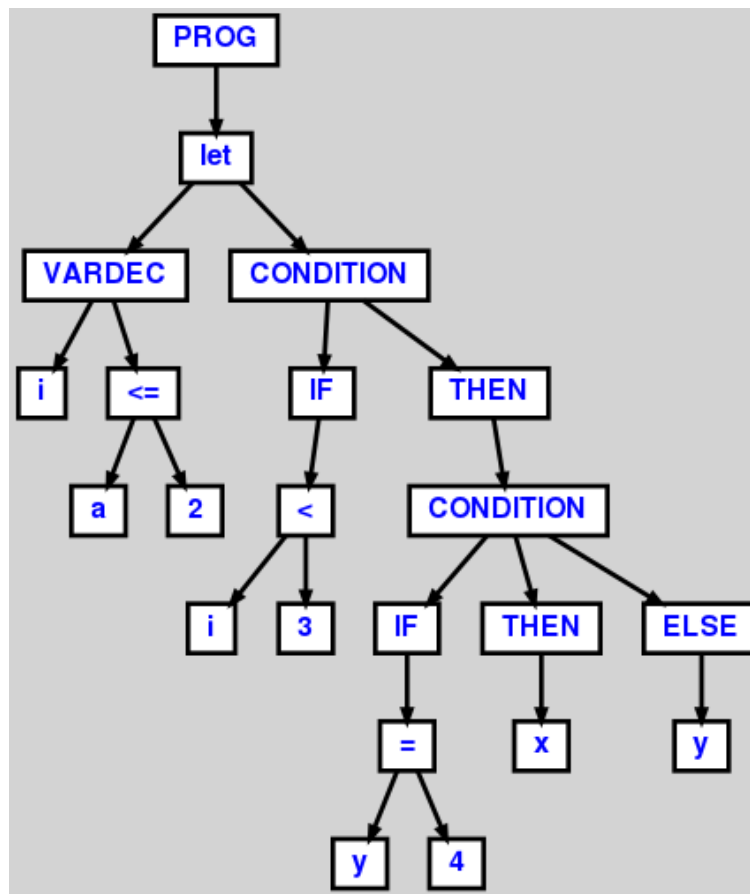 PROG
let
VARDEC CONDITION
i <= IF THEN
a 2 < CONDITION
i 3 IF THEN ELSE
= x y
y 4